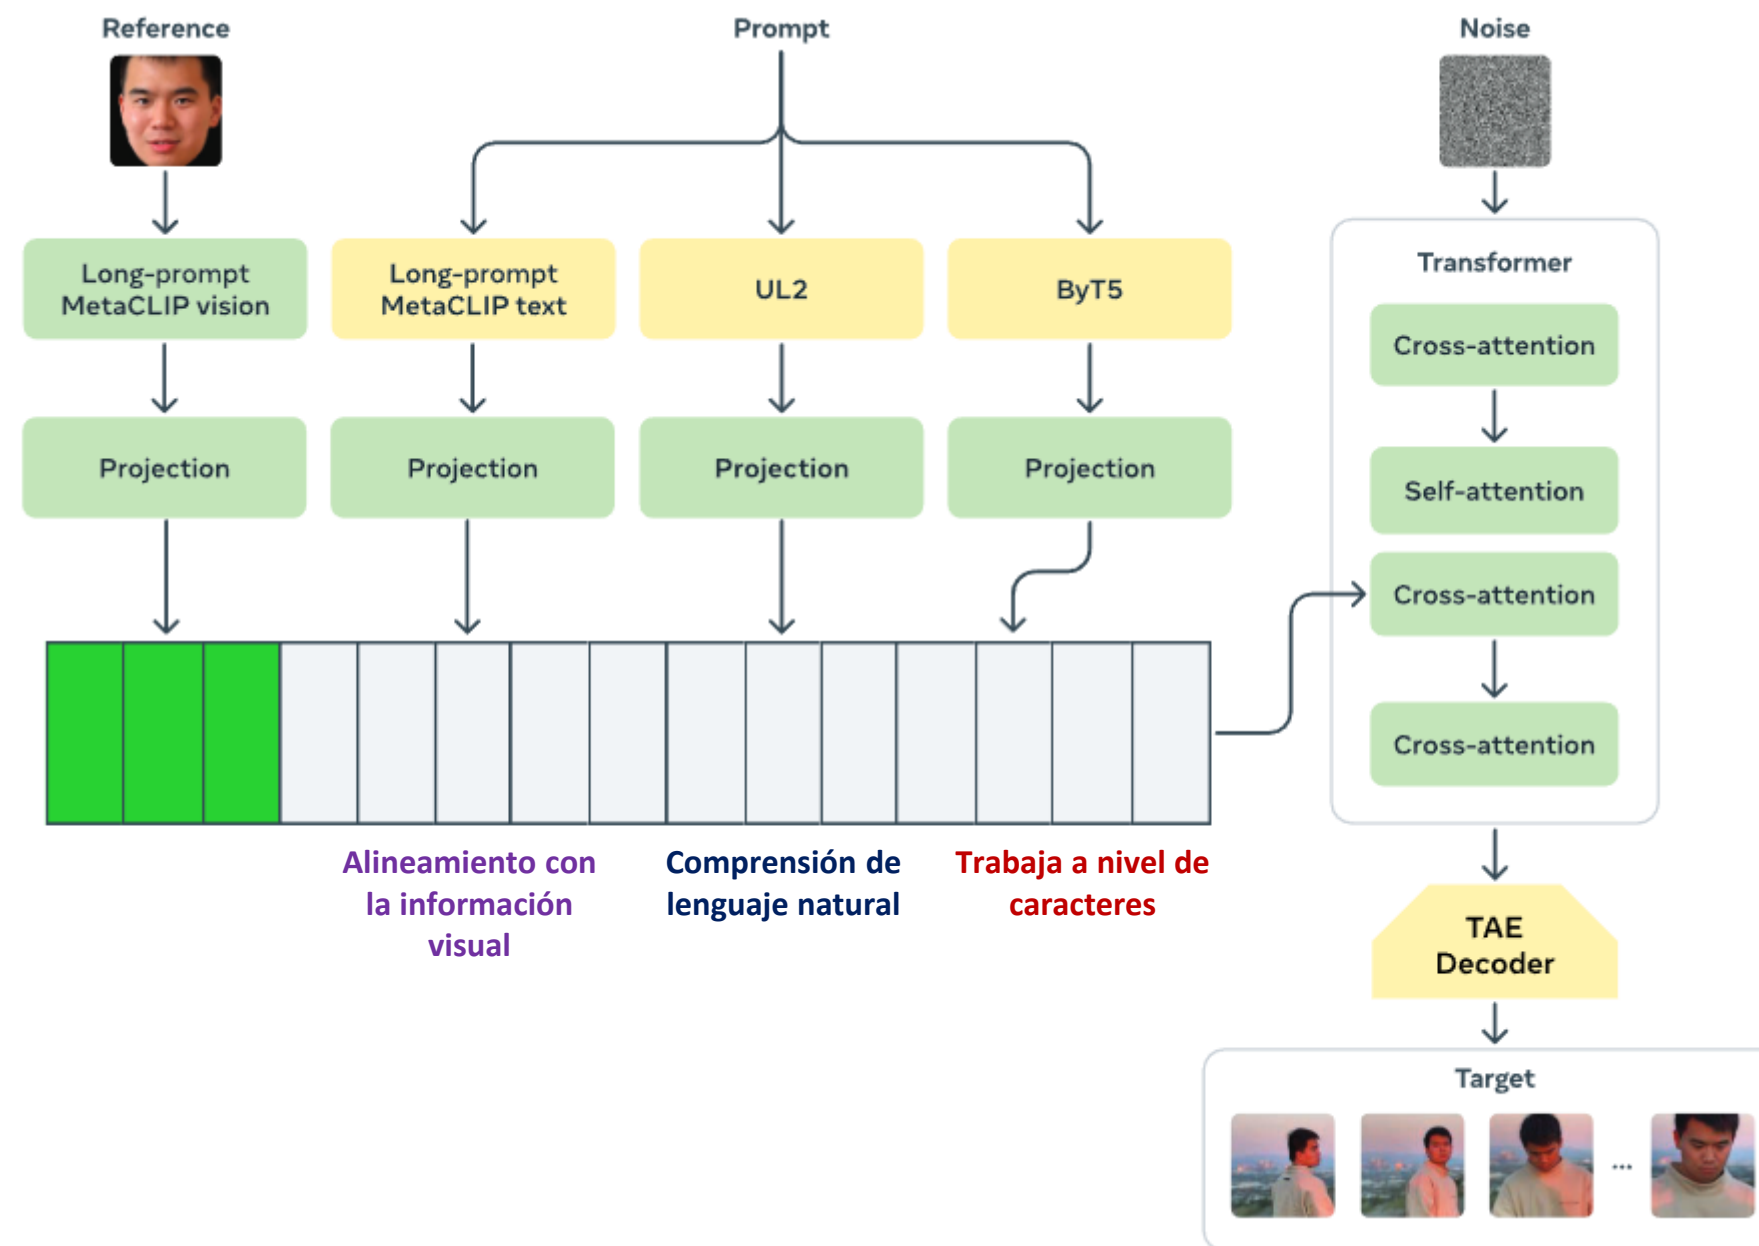 Reference
Prompt
Noise
Long-prompt
MetaCLIP vision
Long-prompt
MetaCLIP text
UL2
ByT5
Transformer
Cross-attention
Projection
Projection
Projection
Projection
Self-attention
Cross-attention
Cross-attention
Alineamiento con
la información
visual
Comprensión de
lenguaje natural
Trabaja a nivel de
caracteres
TAE
Decoder
Target
...